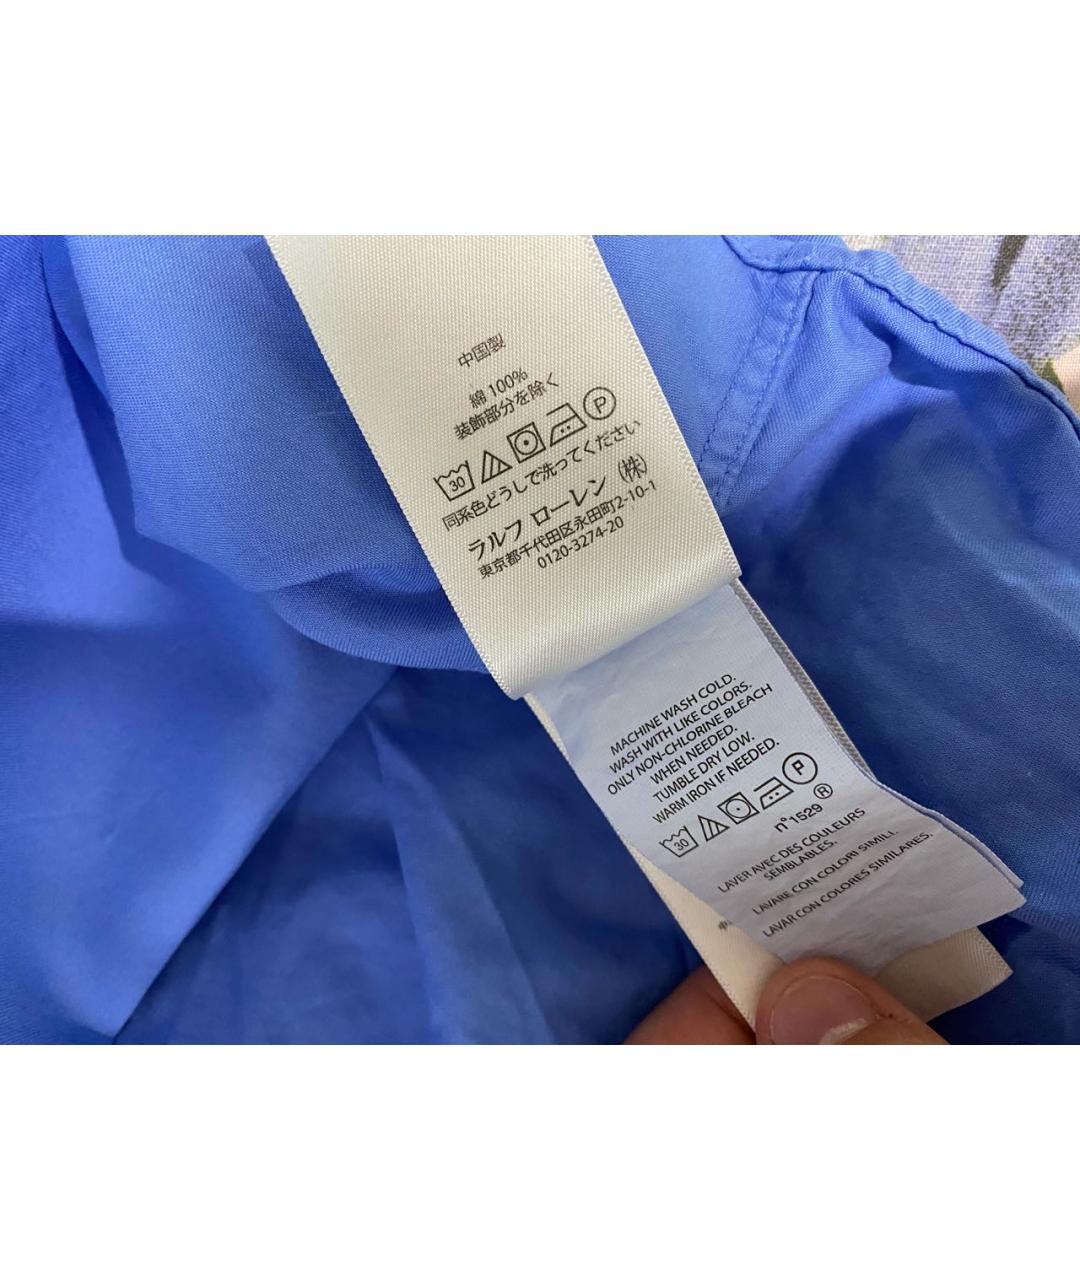 中国製
綿 100%
装飾部分を除く
30 P
同系色どうしで洗ってください
ラルフ ローレン (株)
東京都千代田区永田町2-10-1
0120-3274-20
MACHINE WASH COLD.
WASH WITH LIKE COLORS.
ONLY NON-CHLORINE BLEACH
WHEN NEEDED.
TUMBLE DRY LOW.
WARM IRON IF NEEDED.
30 P
n°1529 ®
LAVER AVEC DES COULEURS
SEMBLABLES.
LAVARE CON COLORI SIMILI.
LAVAR CON COLORES SIMILARES.